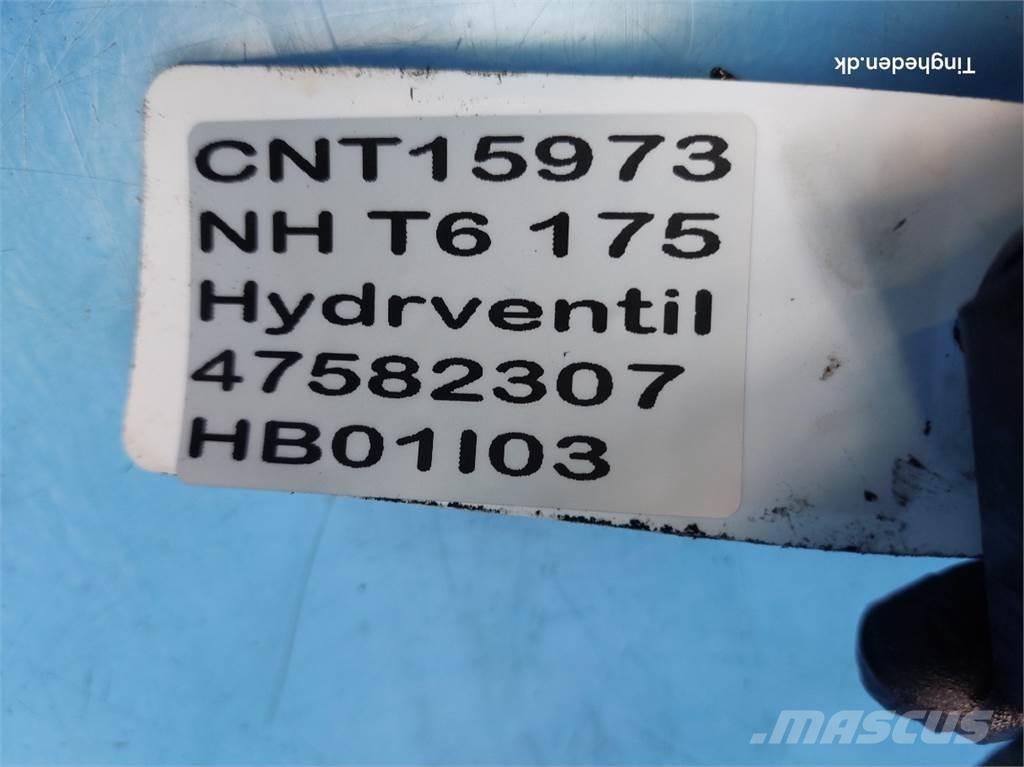 Tingheden.dk
CNT15973
NH T6 175
Hydrventil
47582307
HB01I03
MASCUS